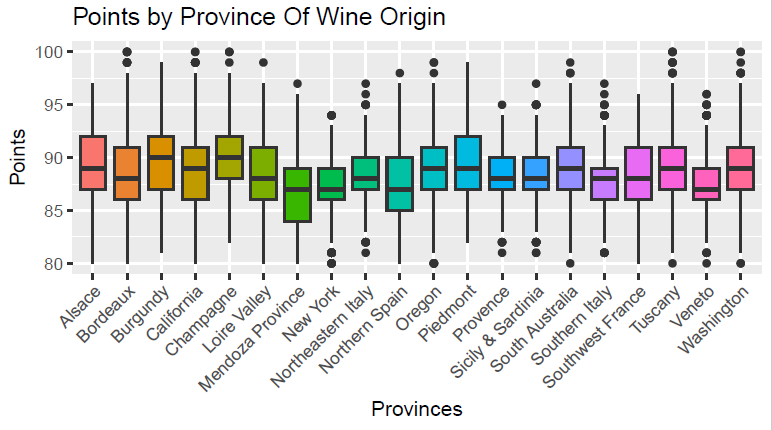 Points by Province Of Wine Origin
Points
100
95
90
85
80
Alsace
Bordeaux
Burgundy
California
Champagne
Loire Valley
Mendoza Province
New York
Northeastern Italy
Northern Spain
Oregon
Piedmont
Provence
Sicily & Sardinia
South Australia
Southern Italy
Southwest France
Tuscany
Veneto
Washington
Provinces